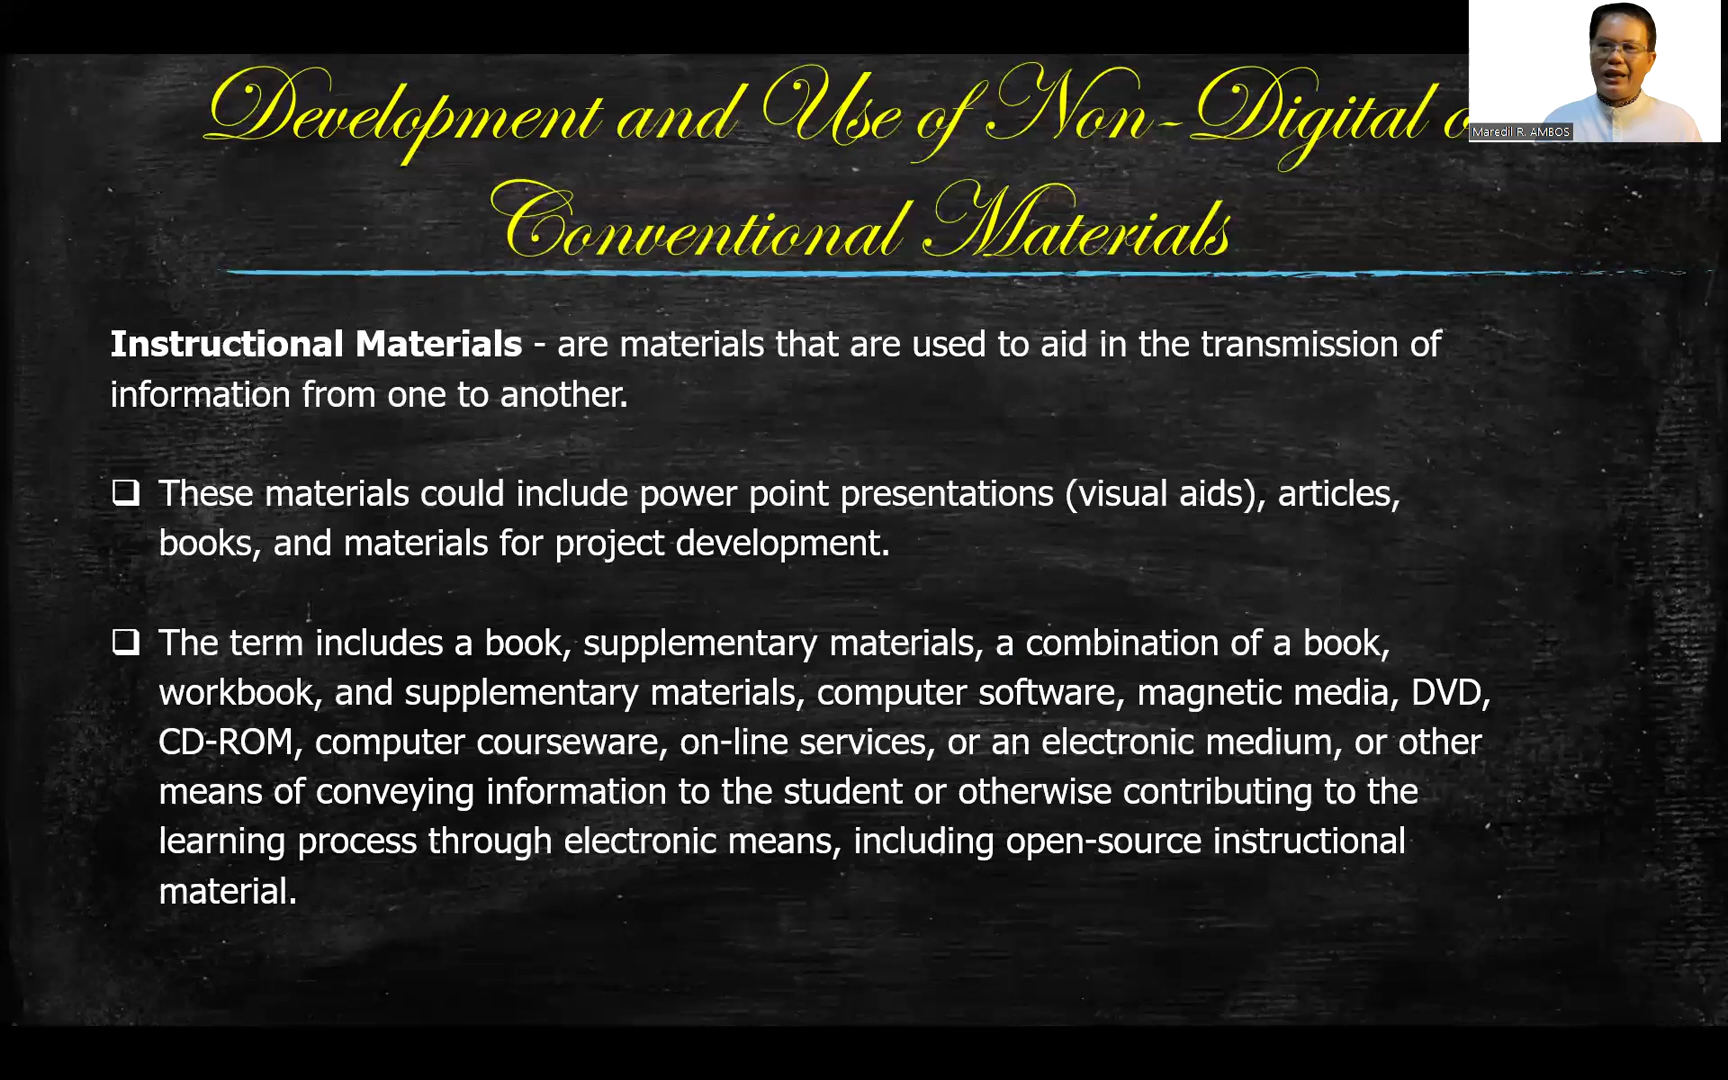 Development and Use of Non-Digital
Conventional Materials
Maredil R. AMBOS
Instructional Materials - are materials that are used to aid in the transmission of
information from one to another.
❑ These materials could include power point presentations (visual aids), articles,
books, and materials for project development.
❑ The term includes a book, supplementary materials, a combination of a book,
workbook, and supplementary materials, computer software, magnetic media, DVD,
CD-ROM, computer courseware, on-line services, or an electronic medium, or other
means of conveying information to the student or otherwise contributing to the
learning process through electronic means, including open-source instructional
material.